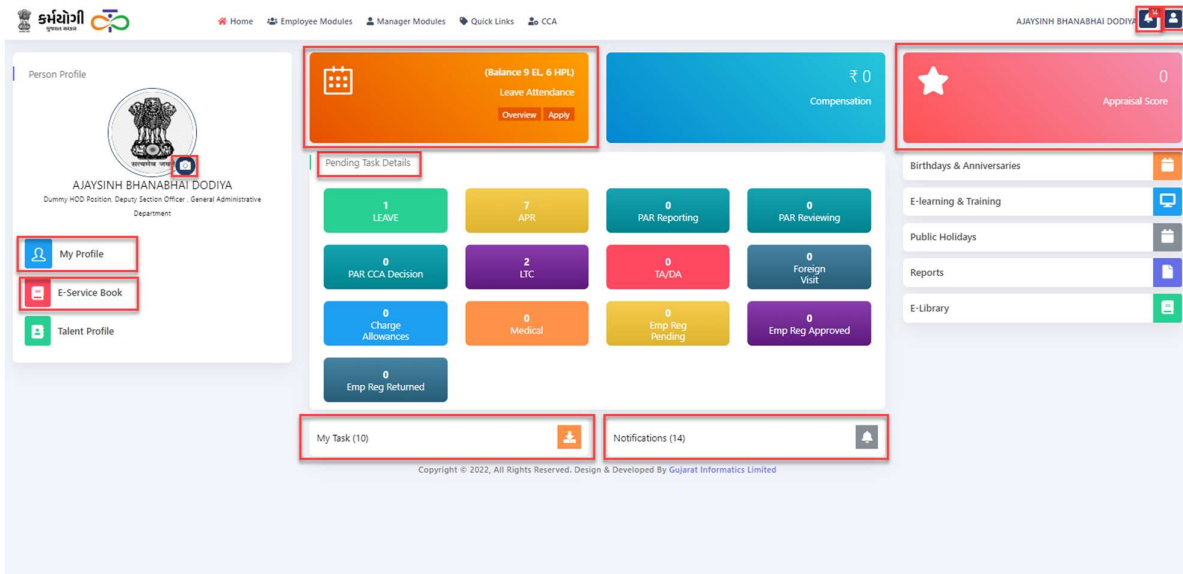 કર્મયોગી
ગુજરાત સરકાર
Home
Employee Modules
Manager Modules
Quick Links
CCA
AJAYSINH BHANABHAI DODIYA
14
Person Profile
सत्यमेव जयते
AJAYSINH BHANABHAI DODIYA
Dummy HOD Position, Deputy Section Officer , General Administrative
Department
My Profile
E-Service Book
Talent Profile
(Balance 9 EL, 6 HPL)
Leave Attendance
Overview Apply
₹ 0
Compensation
0
Appraisal Score
Pending Task Details
1
LEAVE
7
APR
0
PAR Reporting
0
PAR Reviewing
0
PAR CCA Decision
2
LTC
0
TA/DA
0
Foreign
Visit
0
Charge
Allowances
0
Medical
0
Emp Reg
Pending
0
Emp Reg Approved
0
Emp Reg Returned
My Task (10)
Notifications (14)
Birthdays & Anniversaries
E-learning & Training
Public Holidays
Reports
E-Library
Copyright © 2022, All Rights Reserved. Design & Developed By Gujarat Informatics Limited